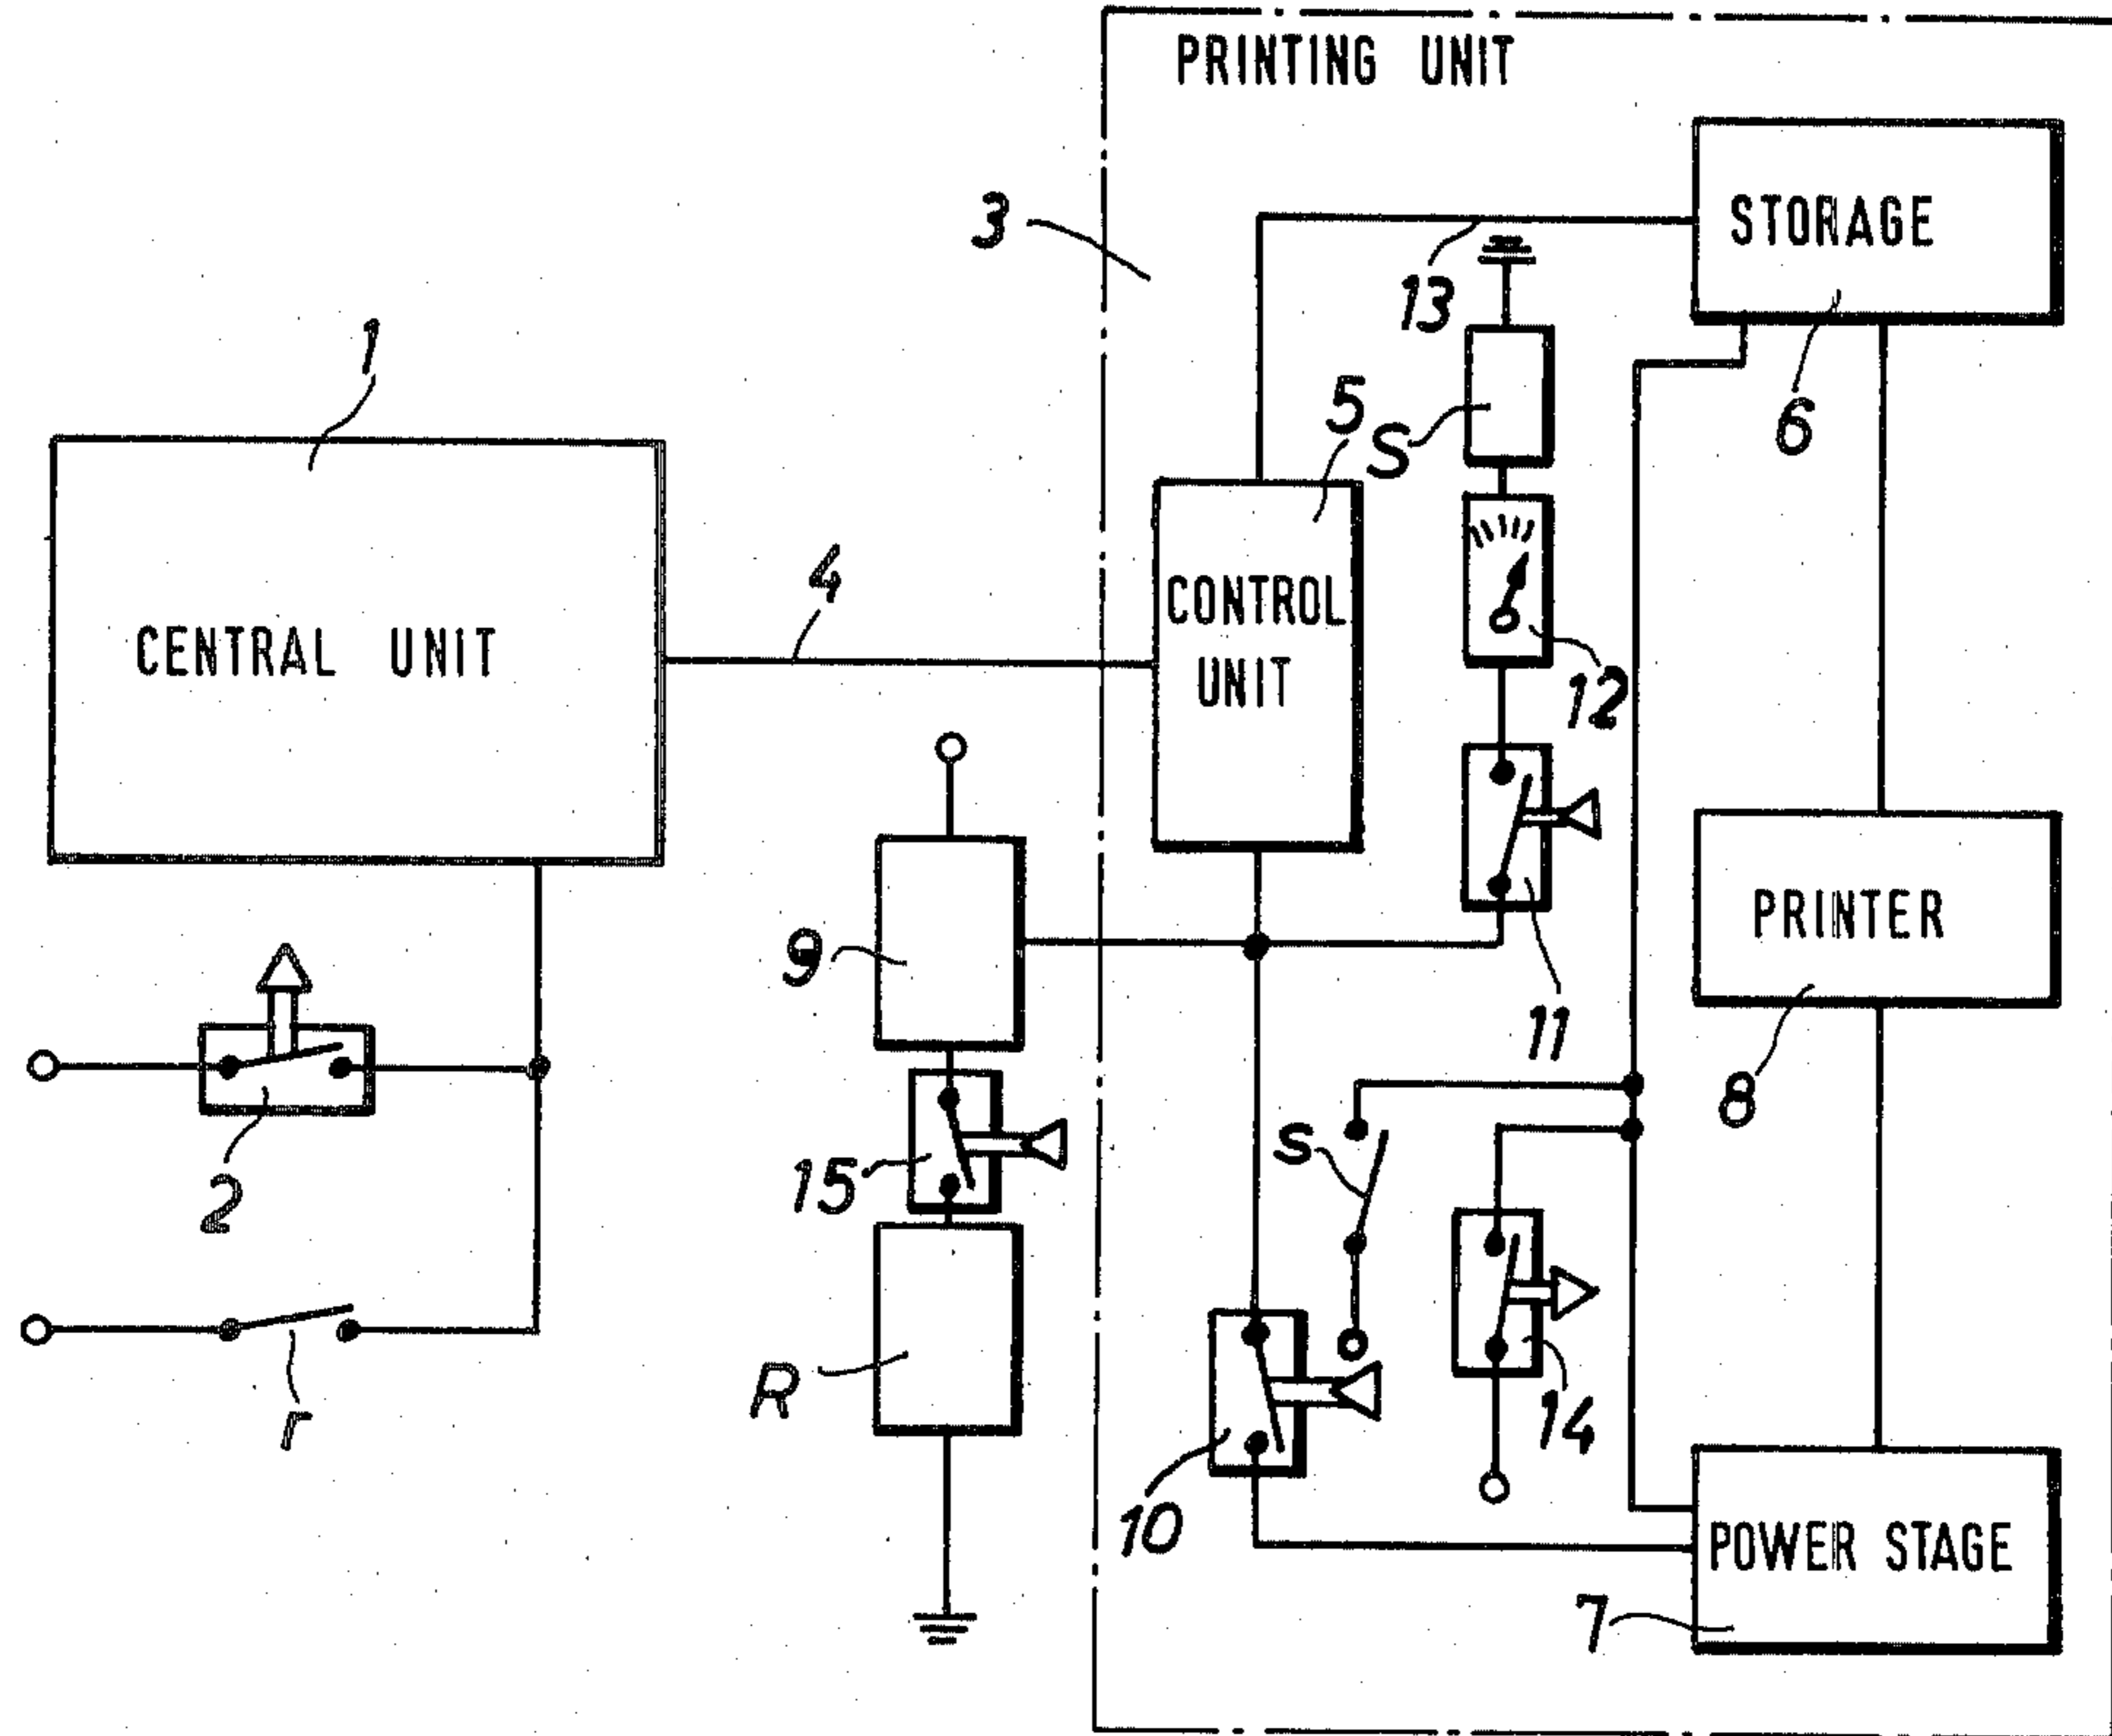 PRINTING UNIT
STORAGE
3
13
1
5
S
6
CENTRAL UNIT
4
CONTROL
UNIT
12
9
PRINTER
11
2
15
s
8
R
14
r
10
POWER STAGE
7